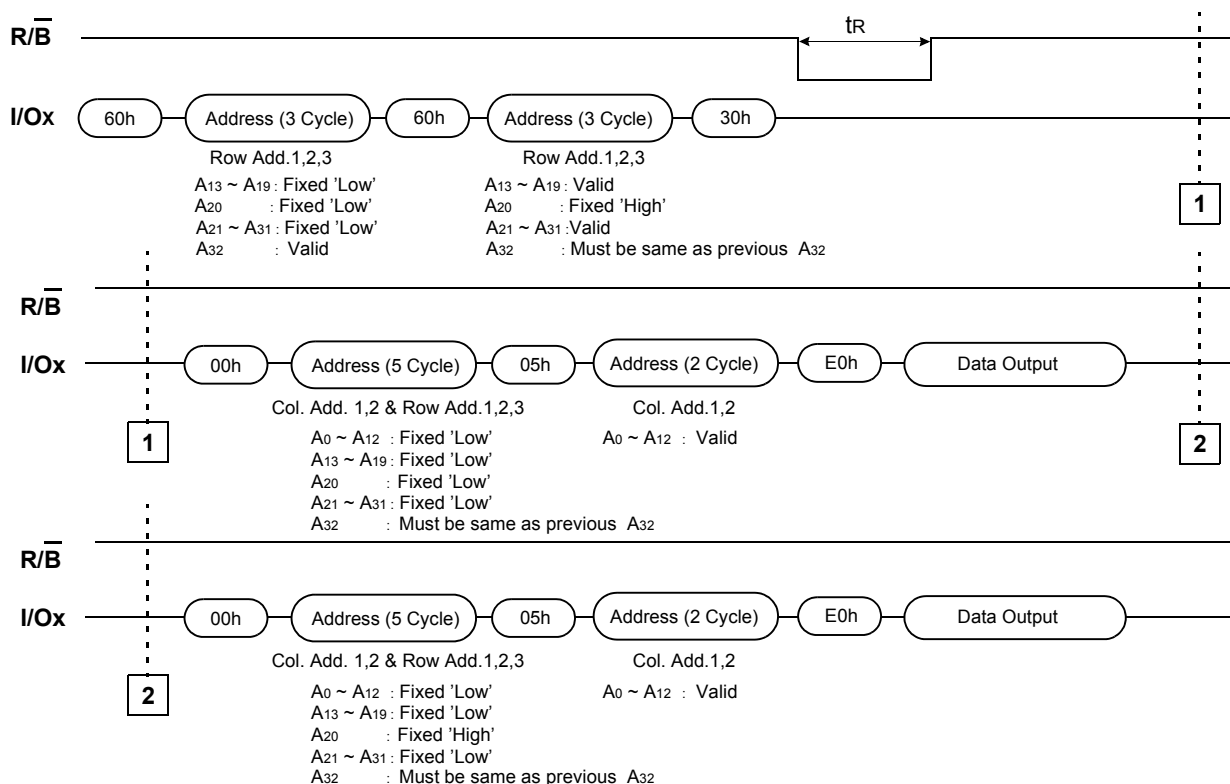 R/B
tR
I/Ox 60h Address (3 Cycle) 60h Address (3 Cycle) 30h
Row Add.1,2,3 Row Add.1,2,3
A13 ~ A19 : Fixed 'Low' A13 ~ A19 : Valid
A20 : Fixed 'Low' A20 : Fixed 'High'
A21 ~ A31 : Fixed 'Low' A21 ~ A31 :Valid
A32 : Valid A32 : Must be same as previous A32
1
R/B
I/Ox 00h Address (5 Cycle) 05h Address (2 Cycle) E0h Data Output
Col. Add. 1,2 & Row Add.1,2,3 Col. Add.1,2
A0 ~ A12 : Fixed 'Low' A0 ~ A12 : Valid
A13 ~ A19 : Fixed 'Low'
A20 : Fixed 'Low'
A21 ~ A31 : Fixed 'Low'
A32 : Must be same as previous A32
1 2
R/B
I/Ox 00h Address (5 Cycle) 05h Address (2 Cycle) E0h Data Output
Col. Add. 1,2 & Row Add.1,2,3 Col. Add.1,2
2
A0 ~ A12 : Fixed 'Low' A0 ~ A12 : Valid
A13 ~ A19 : Fixed 'Low'
A20 : Fixed 'High'
A21 ~ A31 : Fixed 'Low'
A32 : Must be same as previous A32